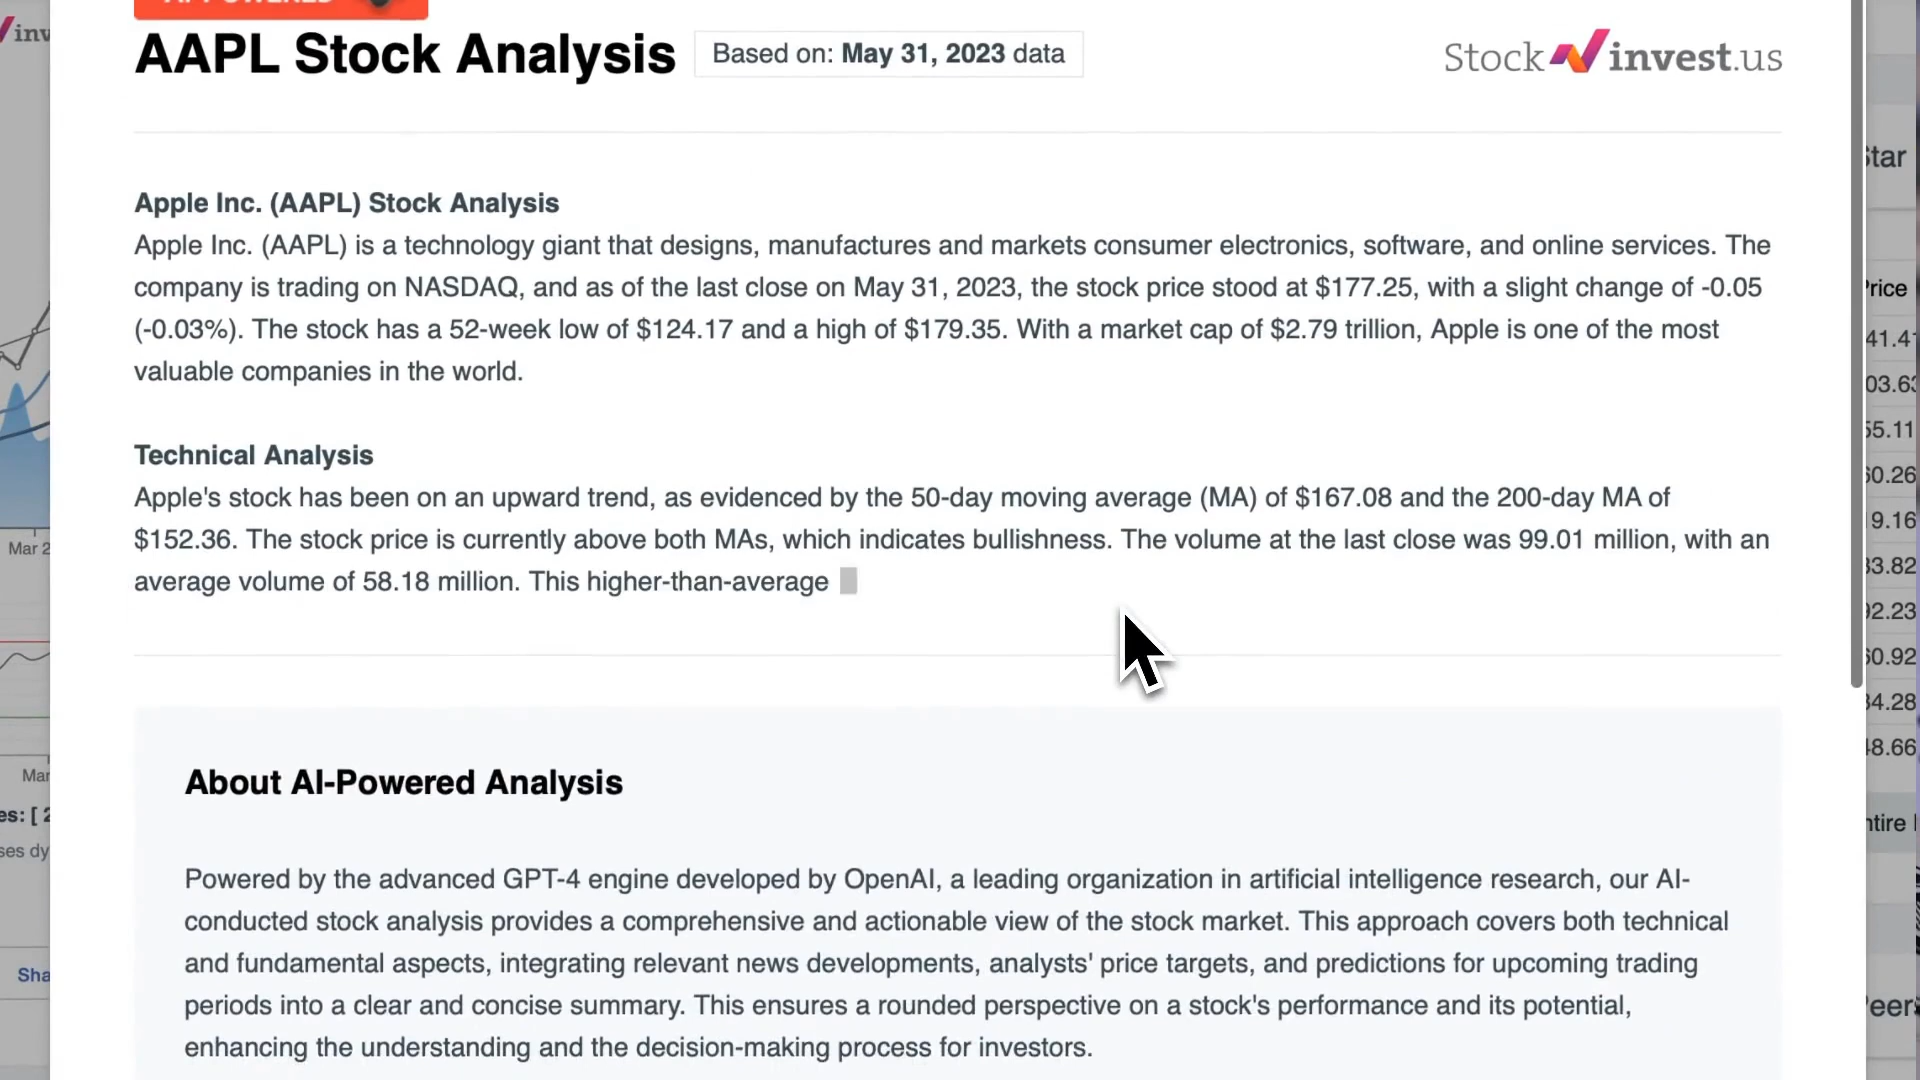 AAPL Stock Analysis
Based on: May 31, 2023 data
Stock invest.us
Apple Inc. (AAPL) Stock Analysis
Apple Inc. (AAPL) is a technology giant that designs, manufactures and markets consumer electronics, software, and online services. The
company is trading on NASDAQ, and as of the last close on May 31, 2023, the stock price stood at $177.25, with a slight change of -0.05
(-0.03%). The stock has a 52-week low of $124.17 and a high of $179.35. With a market cap of $2.79 trillion, Apple is one of the most
valuable companies in the world.
Technical Analysis
Apple's stock has been on an upward trend, as evidenced by the 50-day moving average (MA) of $167.08 and the 200-day MA of
$152.36. The stock price is currently above both MAs, which indicates bullishness. The volume at the last close was 99.01 million, with an
average volume of 58.18 million. This higher-than-average
About AI-Powered Analysis
Powered by the advanced GPT-4 engine developed by OpenAI, a leading organization in artificial intelligence research, our AI-
conducted stock analysis provides a comprehensive and actionable view of the stock market. This approach covers both technical
and fundamental aspects, integrating relevant news developments, analysts' price targets, and predictions for upcoming trading
periods into a clear and concise summary. This ensures a rounded perspective on a stock's performance and its potential,
enhancing the understanding and the decision-making process for investors.